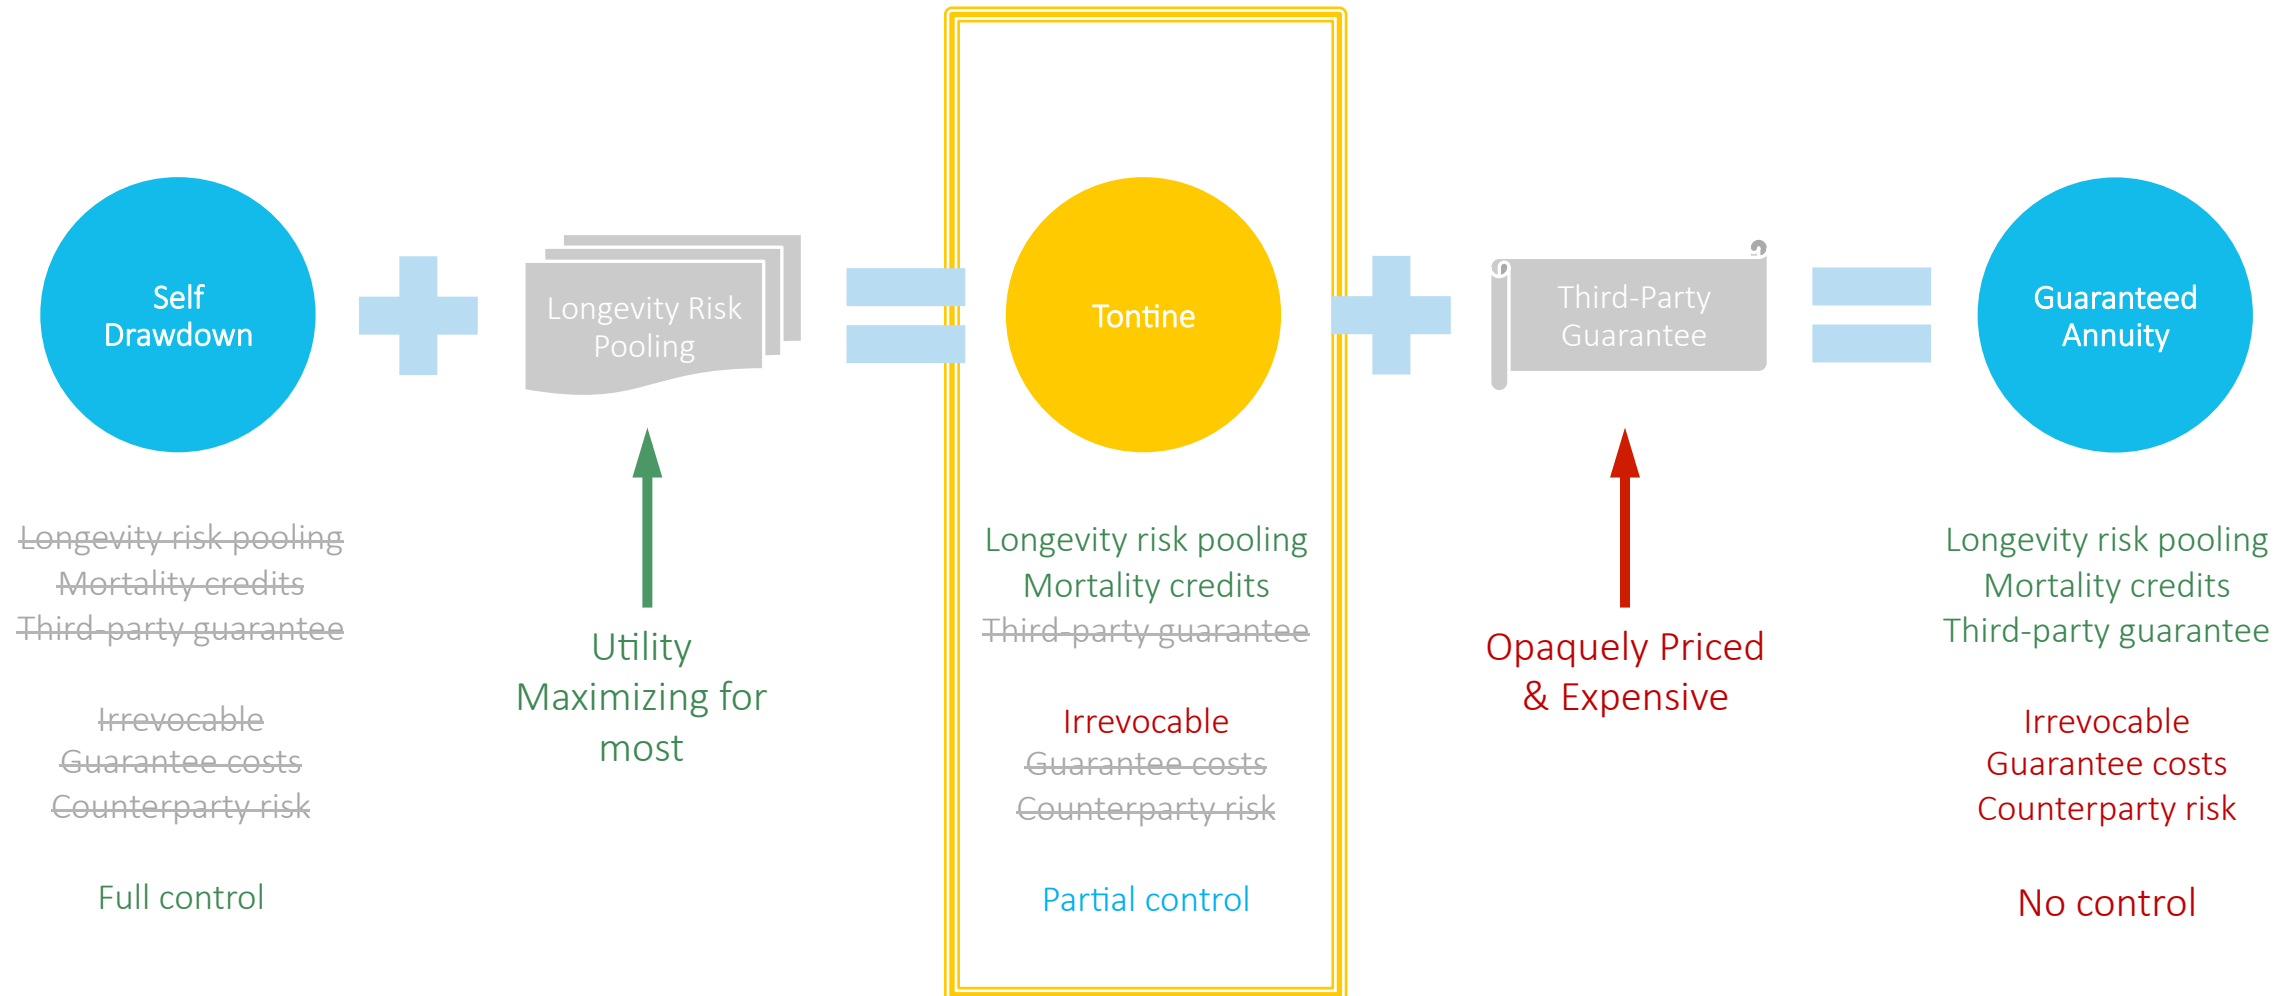 Self
Drawdown
Longevity Risk
Pooling
Tontine
Third-Party
Guarantee
Guaranteed
Annuity
Longevity risk pooling
Mortality credits
Third-party guarantee
Irrevocable
Guarantee costs
Counterparty risk
Full control
Utility
Maximizing for
most
Longevity risk pooling
Mortality credits
Third-party guarantee
Irrevocable
Guarantee costs
Counterparty risk
Partial control
Opaquely Priced
& Expensive
Longevity risk pooling
Mortality credits
Third-party guarantee
Irrevocable
Guarantee costs
Counterparty risk
No control